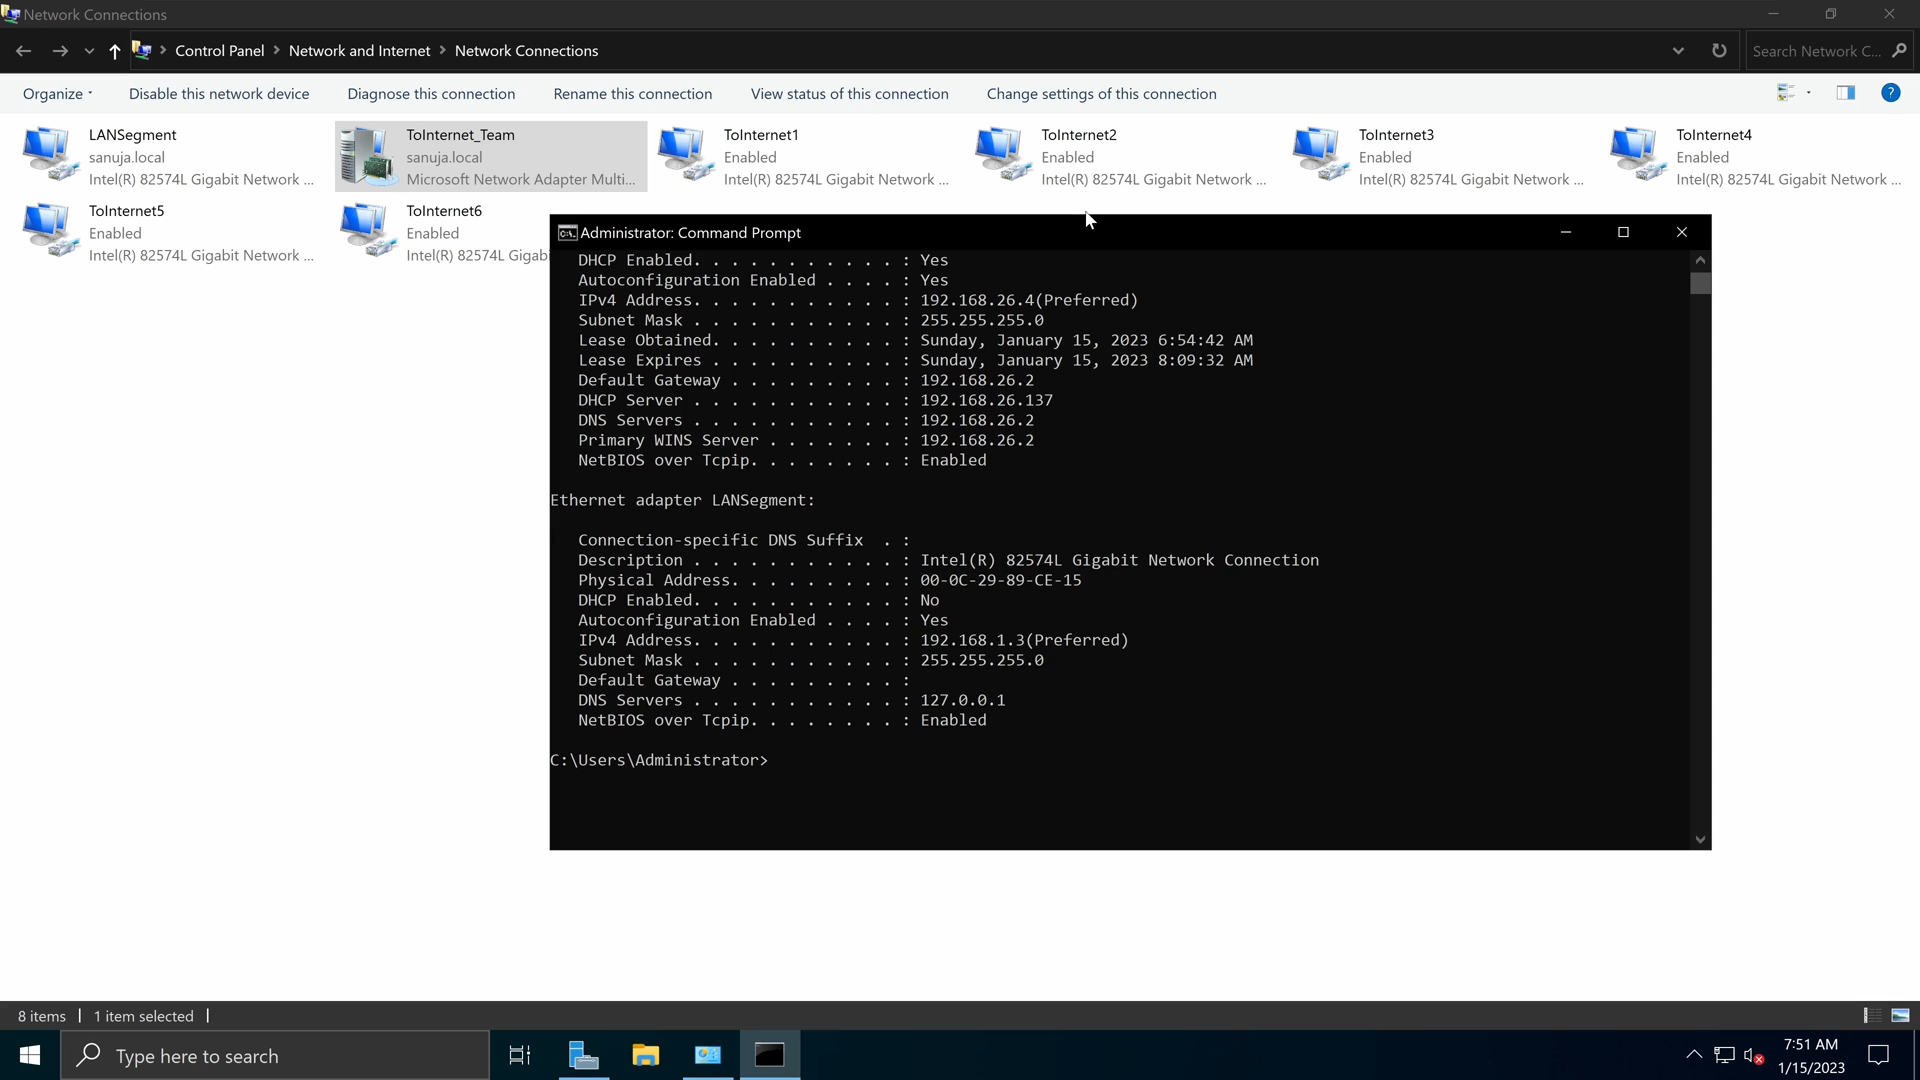 Network Connections
Control Panel > Network and Internet > Network Connections
Search Network C...
Organize
Disable this network device
Diagnose this connection
Rename this connection
View status of this connection
Change settings of this connection
LANSegment
sanuja.local
Intel(R) 82574L Gigabit Network ...
ToInternet_Team
sanuja.local
Microsoft Network Adapter Multi...
ToInternet1
Enabled
Intel(R) 82574L Gigabit Network ...
ToInternet2
Enabled
Intel(R) 82574L Gigabit Network ...
ToInternet3
Enabled
Intel(R) 82574L Gigabit Network ...
ToInternet4
Enabled
Intel(R) 82574L Gigabit Network ...
ToInternet5
Enabled
Intel(R) 82574L Gigabit Network ...
ToInternet6
Enabled
Intel(R) 82574L Gigabi
Administrator: Command Prompt
DHCP Enabled. . . . . . . . . . . : Yes
Autoconfiguration Enabled . . . . : Yes
IPv4 Address. . . . . . . . . . . : 192.168.26.4(Preferred)
Subnet Mask . . . . . . . . . . . : 255.255.255.0
Lease Obtained. . . . . . . . . . : Sunday, January 15, 2023 6:54:42 AM
Lease Expires . . . . . . . . . . : Sunday, January 15, 2023 8:09:32 AM
Default Gateway . . . . . . . . . : 192.168.26.2
DHCP Server . . . . . . . . . . . : 192.168.26.137
DNS Servers . . . . . . . . . . . : 192.168.26.2
Primary WINS Server . . . . . . . : 192.168.26.2
NetBIOS over Tcpip. . . . . . . . : Enabled
Ethernet adapter LANSegment:
Connection-specific DNS Suffix  . :
Description . . . . . . . . . . . : Intel(R) 82574L Gigabit Network Connection
Physical Address. . . . . . . . . : 00-0C-29-89-CE-15
DHCP Enabled. . . . . . . . . . . : No
Autoconfiguration Enabled . . . . : Yes
IPv4 Address. . . . . . . . . . . : 192.168.1.3(Preferred)
Subnet Mask . . . . . . . . . . . : 255.255.255.0
Default Gateway . . . . . . . . . :
DNS Servers . . . . . . . . . . . : 127.0.0.1
NetBIOS over Tcpip. . . . . . . . : Enabled
C:\Users\Administrator>
8 items | 1 item selected |
Type here to search
7:51 AM
1/15/2023